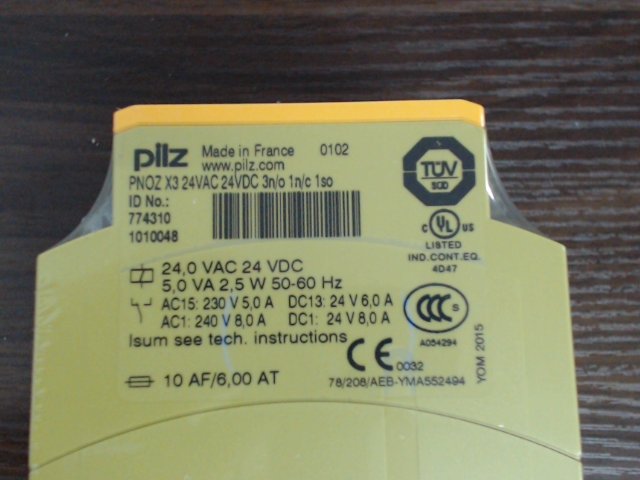 pilz Made in France 0102
www.pilz.com
PNOZ X3 24VAC 24VDC 3n/o 1n/c 1so
ID No.:
774310
1010048
TÜV
SÜD
C UL US
LISTED
IND.CONT.EQ.
4D47
24,0 VAC 24 VDC
5,0 VA 2,5 W 50-60 Hz
AC15: 230 V 5,0 A DC13: 24 V 6,0 A
AC1: 240 V 8,0 A DC1: 24 V 8,0 A
Isum see tech. instructions
CCC S
A054294
CE 0032
YOM 2015
10 AF/6,00 AT
78/208/AEB-YMA552494